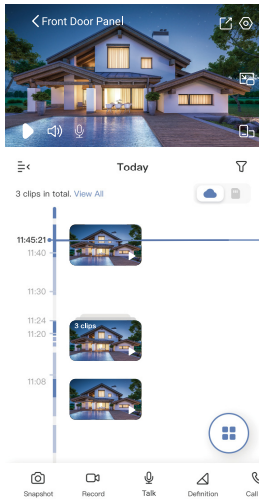 Front Door Panel
Today
3 clips in total. View All
11:45:21
11:40
11:30
11:24
11:20
3 clips
11:08
Snapshot Record Talk Definition Call